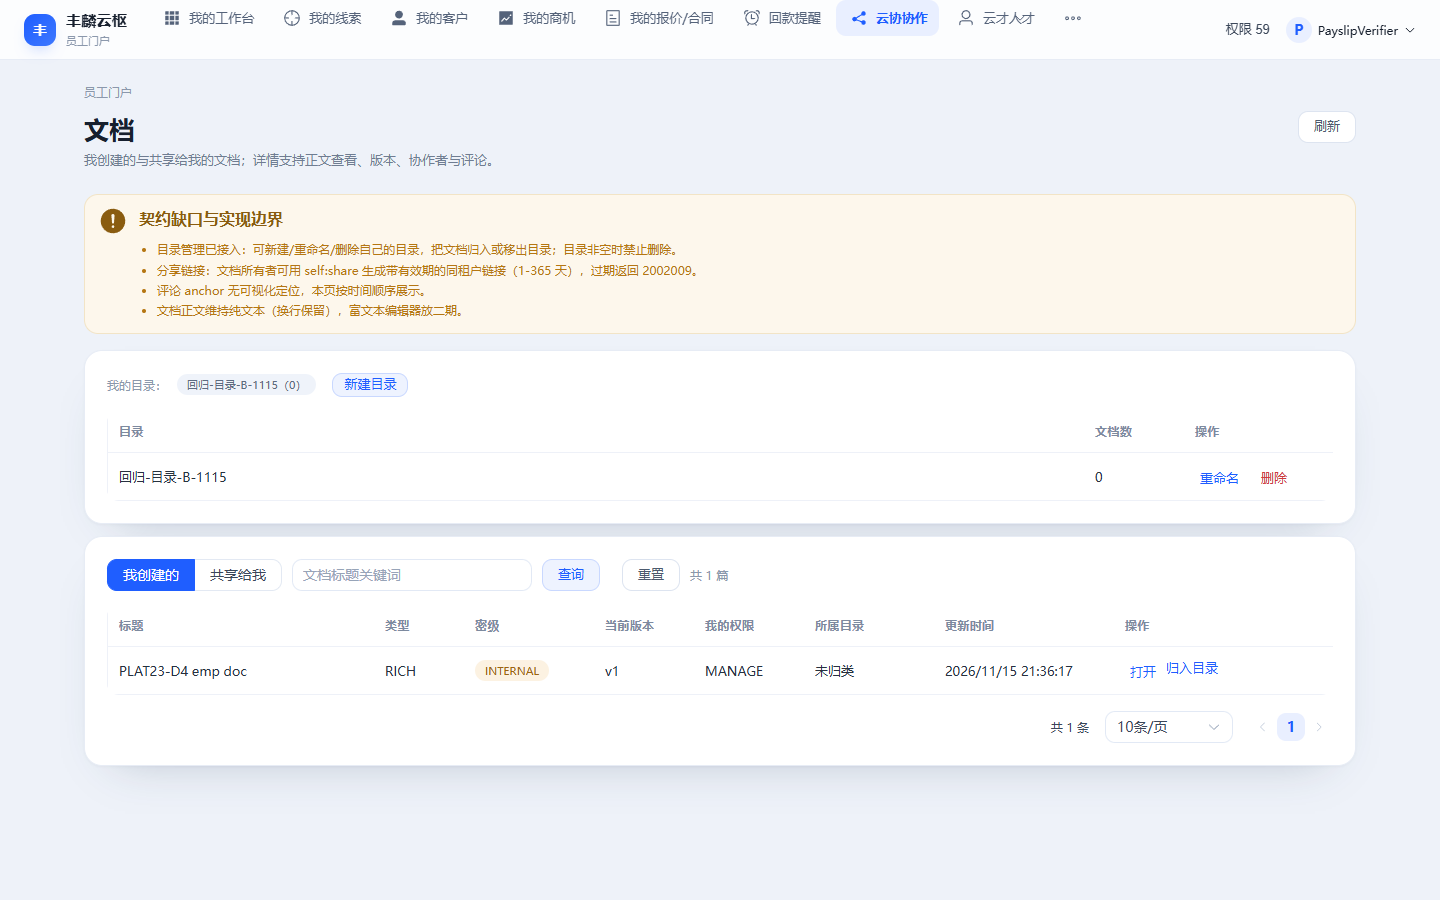 丰 丰麟云枢 员工门户 我的工作台 我的线索 我的客户 我的商机 我的报价/合同 回款提醒 云协协作 云才人才 权限 59 P PayslipVerifier
员工门户
文档
刷新
我创建的与共享给我的文档；详情支持正文查看、版本、协作者与评论。
契约缺口与实现边界
目录管理已接入：可新建/重命名/删除自己的目录，把文档归入或移出目录；目录非空时禁止删除。
分享链接：文档所有者可用 self:share 生成带有效期的同租户链接（1-365 天），过期返回 2002009。
评论 anchor 无可视化定位，本页按时间顺序展示。
文档正文维持纯文本（换行保留），富文本编辑器放二期。
我的目录： 回归-目录-B-1115（0） 新建目录
目录 文档数 操作
回归-目录-B-1115 0 重命名 删除
我创建的 共享给我 文档标题关键词 查询 重置 共 1 篇
标题 类型 密级 当前版本 我的权限 所属目录 更新时间 操作
PLAT23-D4 emp doc RICH INTERNAL v1 MANAGE 未归类 2026/11/15 21:36:17 打开 归入目录
共 1 条 10条/页 1